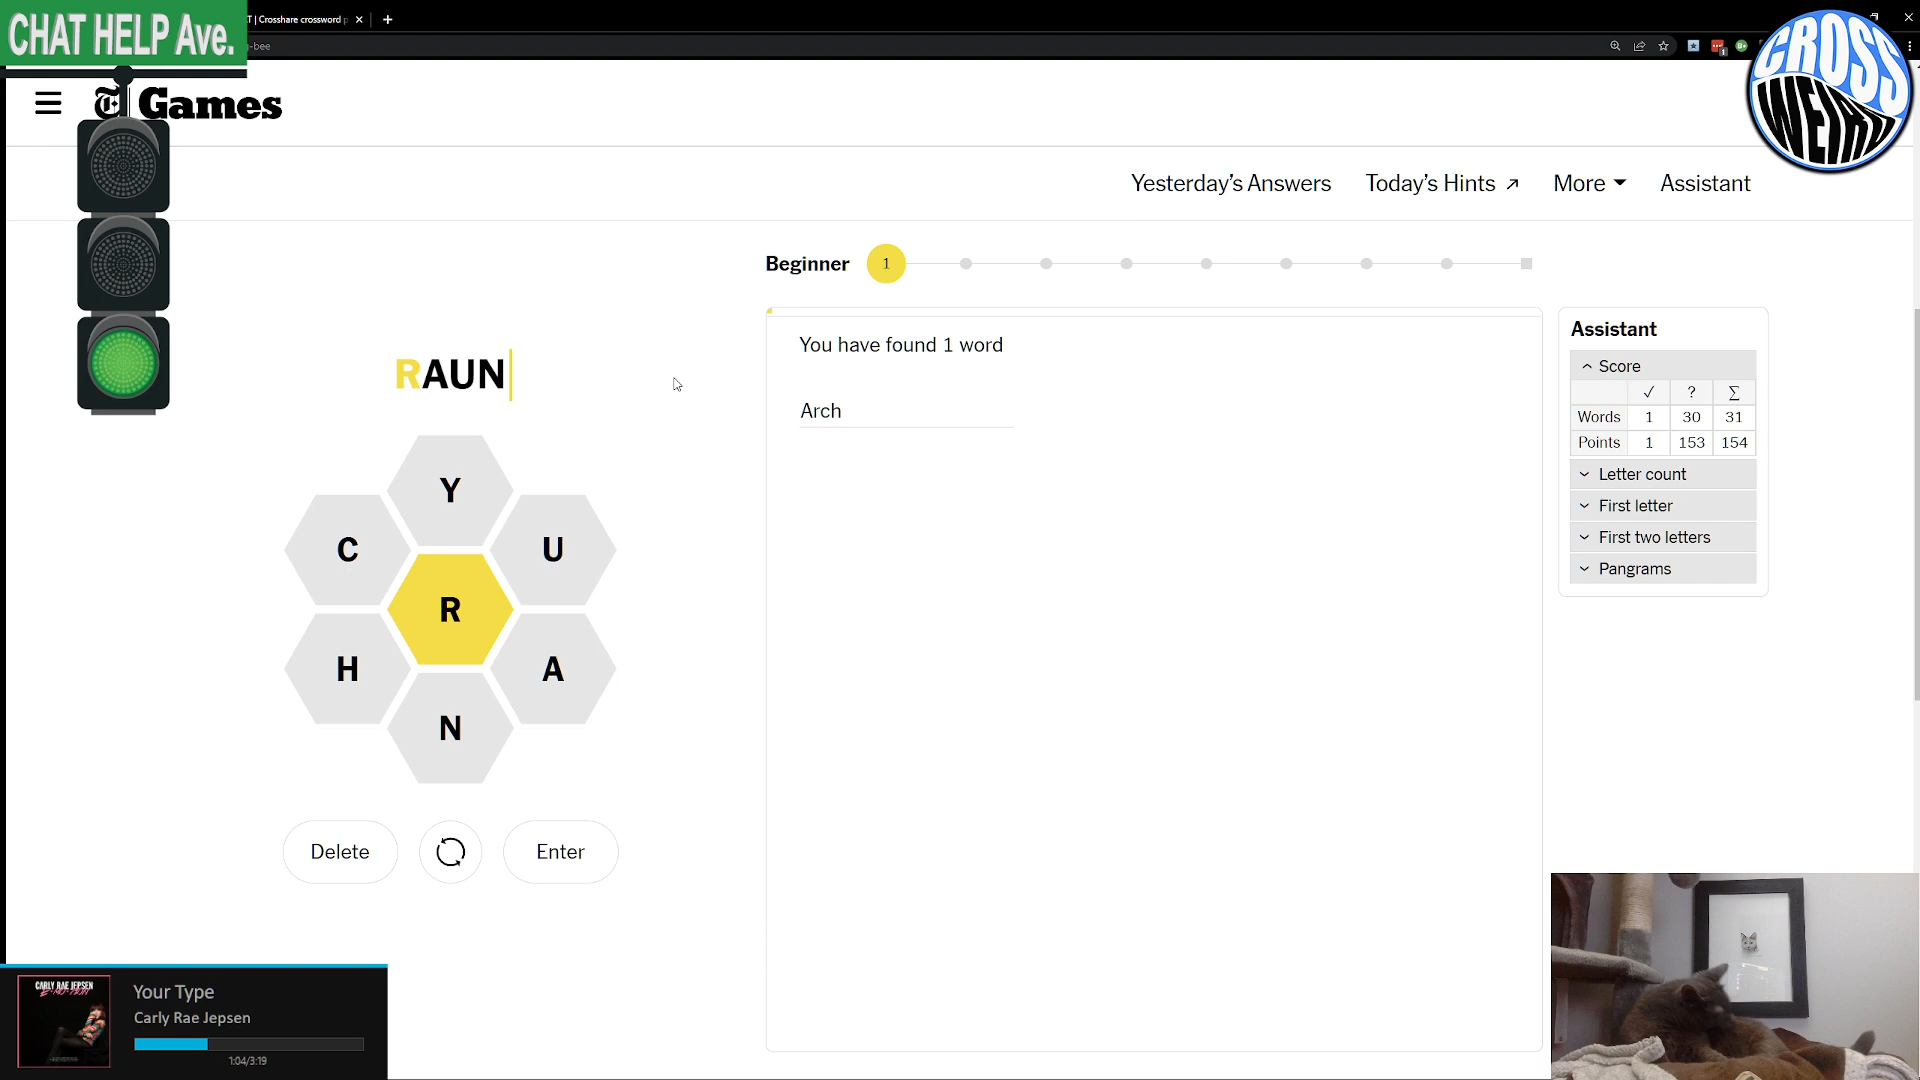 CHAT HELP Ave.
T | Crosshare crossword p
-bee
CROSS
WEIRD
Games
Yesterday's Answers
Today's Hints
More
Assistant
Beginner
1
RAUN
You have found 1 word
Arch
Y
C
U
R
H
A
N
Delete
Enter
Assistant
Score
✓ ? ∑
Words 1 30 31
Points 1 153 154
Letter count
First letter
First two letters
Pangrams
CARLY RAE JEPSEN
E·MO·TION
Your Type
Carly Rae Jepsen
1:04/3:19